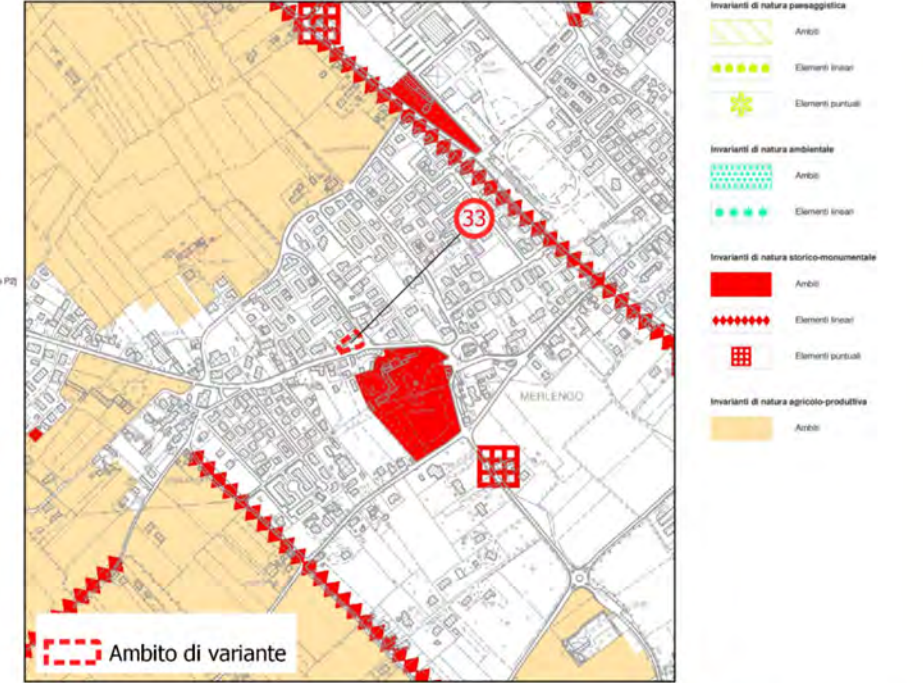 33
MERLENGO
Ambito di variante
P2]
Invarianti di natura paesaggistica
Ambiti
Elementi lineari
Elementi puntuali
Invarianti di natura ambientale
Ambiti
Elementi lineari
Invarianti di natura storico-monumentale
Ambiti
Elementi lineari
Elementi puntuali
Invarianti di natura agricolo-produttiva
Ambiti